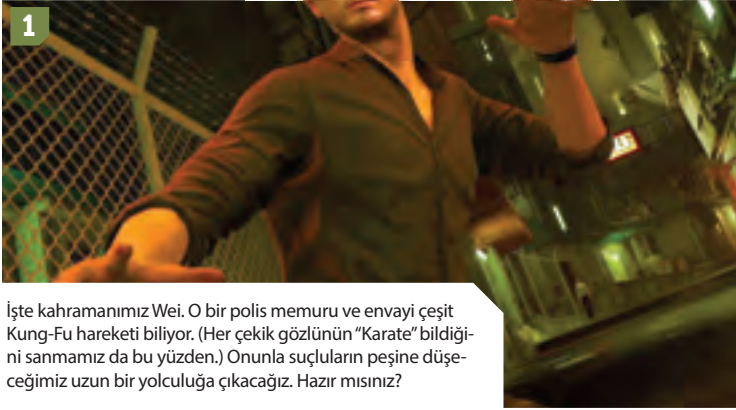 1
İşte kahramanımız Wei. O bir polis memuru ve envayi çeşit
Kung-Fu hareketi biliyor. (Her çekik gözlünün “Karate” bildiği-
ni sanmamız da bu yüzden.) Onunla suçluların peşine düşe-
ceğimiz uzun bir yolculuğa çıkacağız. Hazır mısınız?